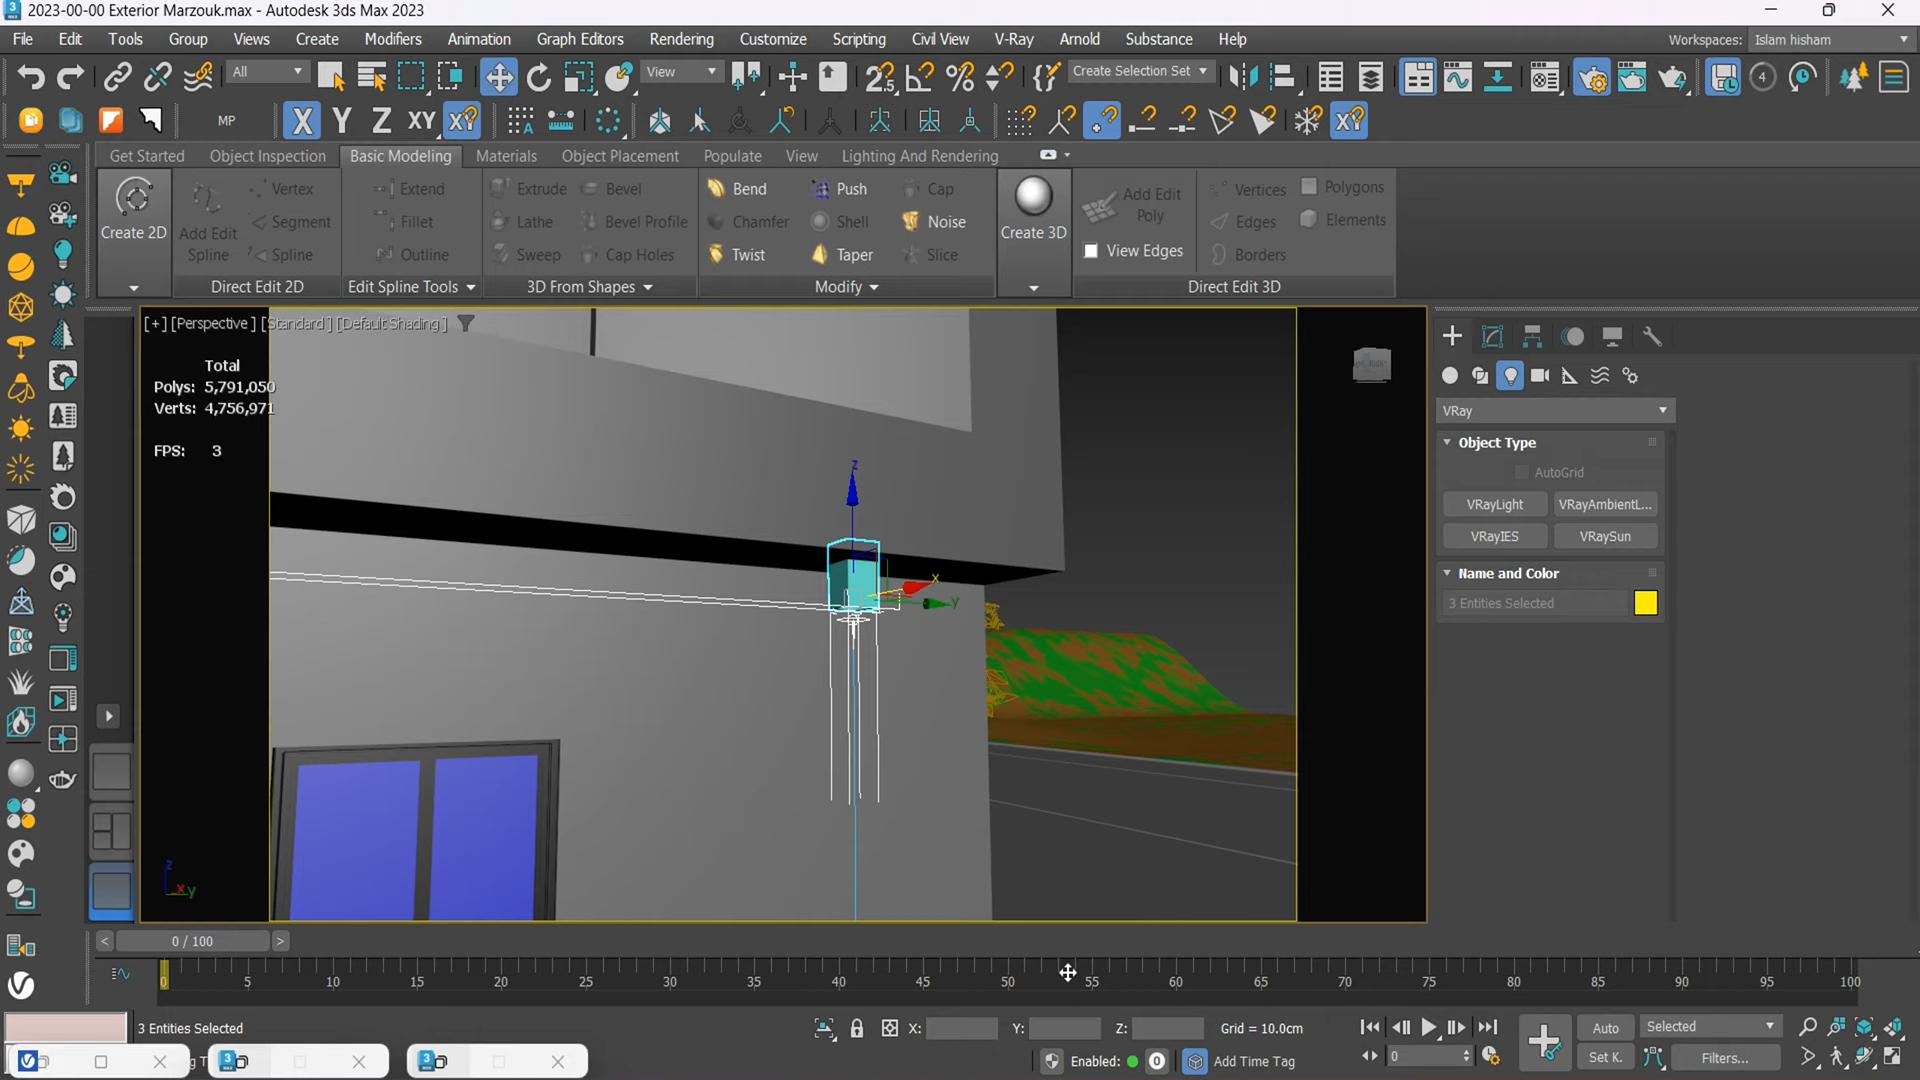 2023-00-00 Exterior Marzouk.max - Autodesk 3ds Max 2023
File Edit Tools Group Views Create Modifiers Animation Graph Editors Rendering Customize Scripting Civil View V-Ray Arnold Substance Help Workspaces: Islam hisham
All View Create Selection Set 4
MP X Y Z XY XY XY
Get Started Object Inspection Basic Modeling Materials Object Placement Populate View Lighting And Rendering
Vertex Extend Extrude Bevel Bend Push Cap Vertices Polygons
Add Edit Poly
Create 2D Add Edit Spline Segment Fillet Lathe Bevel Profile Chamfer Shell Noise Create 3D Edges Elements
Spline Outline Sweep Cap Holes Twist Taper Slice View Edges Borders
Direct Edit 2D Edit Spline Tools 3D From Shapes Modify Direct Edit 3D
[+] [Perspective] [Standard] [Default Shading]
Total
Polys: 5,791,050
Verts: 4,756,971
FPS: 3
z
x
y
z
x y
VRay
Object Type
AutoGrid
VRayLight VRayAmbientL...
VRayIES VRaySun
Name and Color
3 Entities Selected
< 0 / 100 >
0 5 10 15 20 25 30 35 40 45 50 55 60 65 70 75 80 85 90 95 100
3 Entities Selected X: Y: Z: Grid = 10.0cm Auto Selected
Enabled: 0 Add Time Tag 0 Set K. Filters...